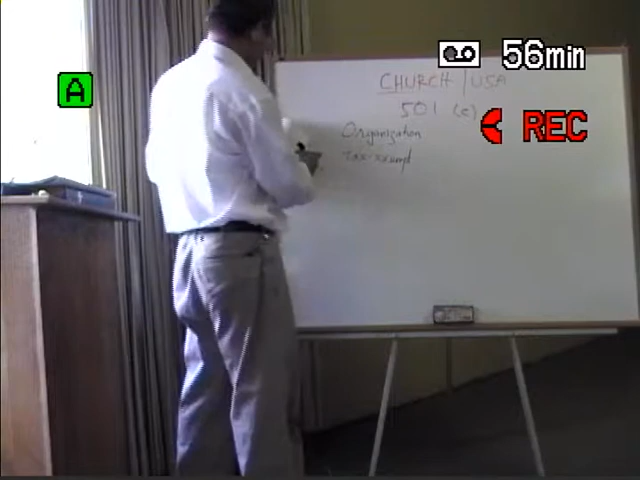 56min
A
REC
CHURCH / USA
501 (c)
Organization
Tax-exempt